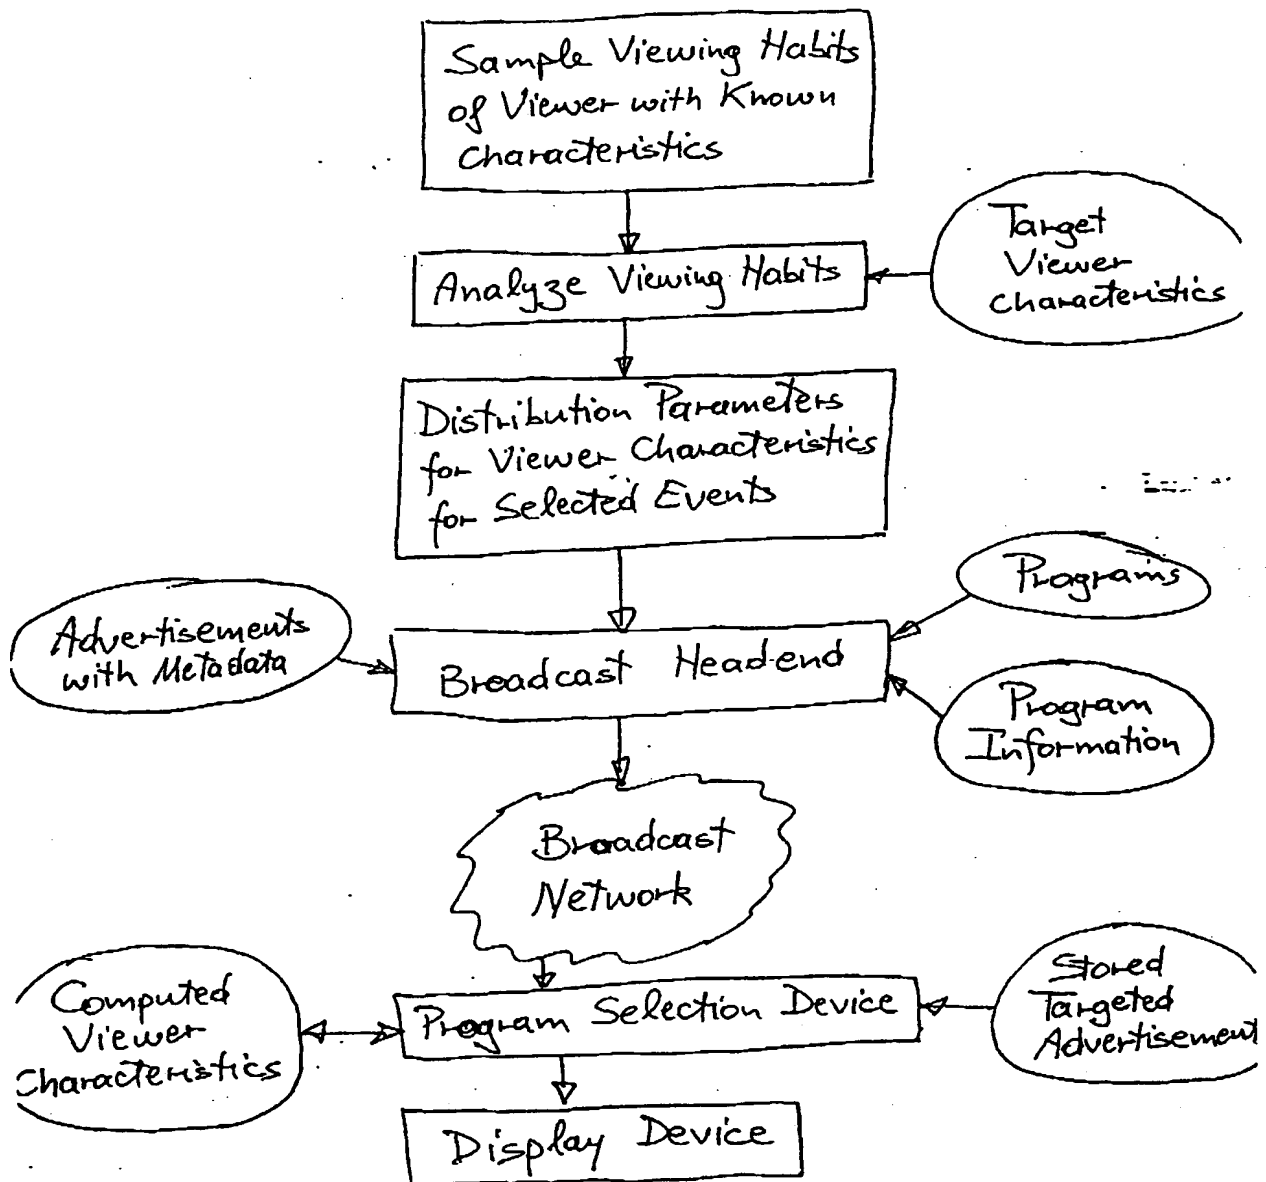 Sample Viewing Habits
of Viewer with Known
Characteristics
Target
Viewer
Characteristics
Analyze Viewing Habits
Distribution Parameters
for Viewer Characteristics
for Selected Events
Programs
Advertisements
with Metadata
Broadcast Head-end
Program
Information
Broadcast
Network
Computed
Viewer
Characteristics
Program Selection Device
Stored
Targeted
Advertisement
Display Device